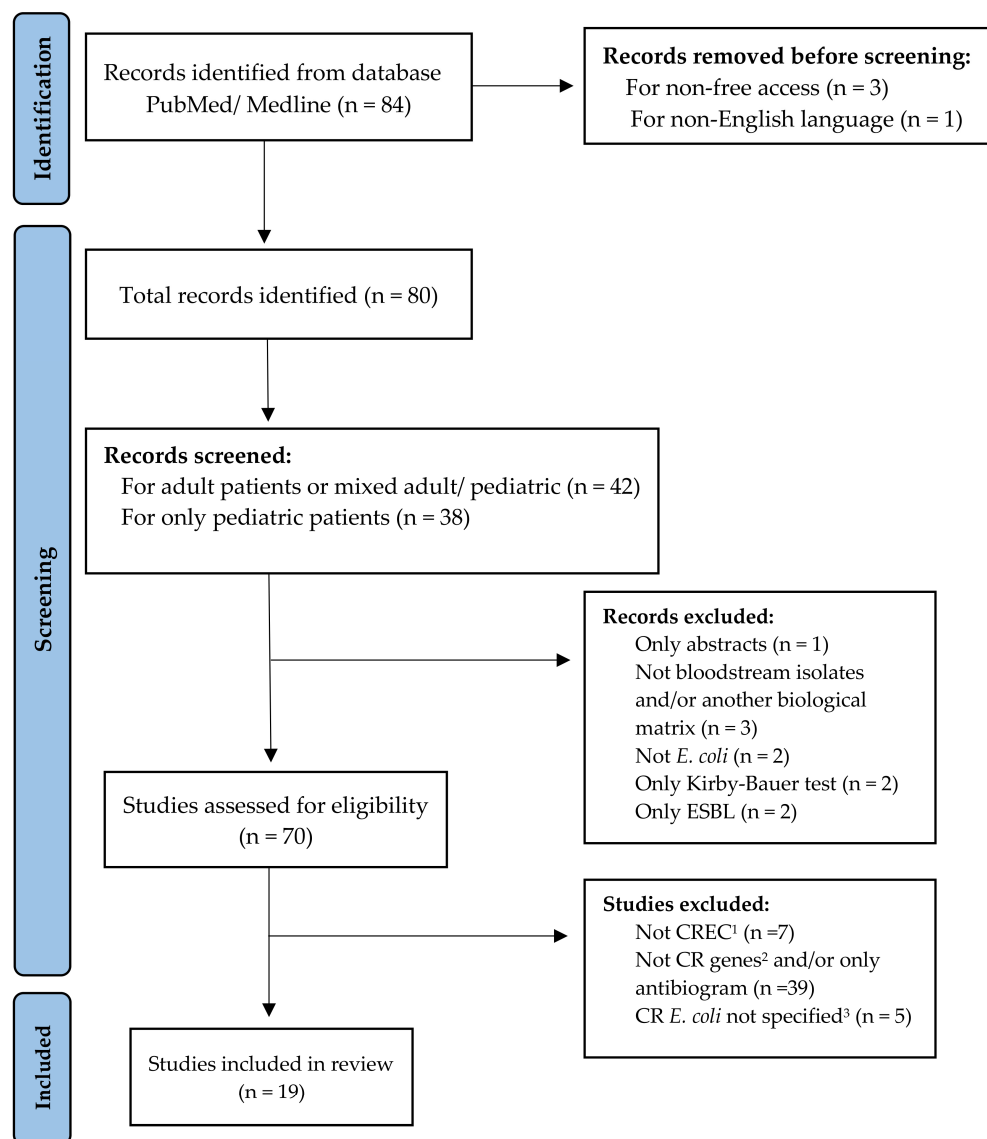 Identification
Records identified from database
PubMed/ Medline (n = 84)
Records removed before screening:
For non-free access (n = 3)
For non-English language (n = 1)
Screening
Total records identified (n = 80)
Records screened:
For adult patients or mixed adult/ pediatric (n = 42)
For only pediatric patients (n = 38)
Records excluded:
Only abstracts (n = 1)
Not bloodstream isolates
and/or another biological
matrix (n = 3)
Not E. coli (n = 2)
Only Kirby-Bauer test (n = 2)
Only ESBL (n = 2)
Studies assessed for eligibility
(n = 70)
Studies excluded:
Not CREC¹ (n =7)
Not CR genes² and/or only
antibiogram (n =39)
CR E. coli not specified³ (n = 5)
Included
Studies included in review
(n = 19)